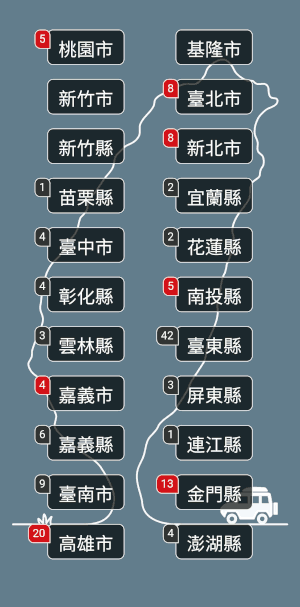 5 桃園市
基隆市
新竹市
8 臺北市
新竹縣
8 新北市
1 苗栗縣
2 宜蘭縣
4 臺中市
2 花蓮縣
4 彰化縣
5 南投縣
3 雲林縣
42 臺東縣
4 嘉義市
3 屏東縣
6 嘉義縣
1 連江縣
9 臺南市
13 金門縣
20 高雄市
4 澎湖縣